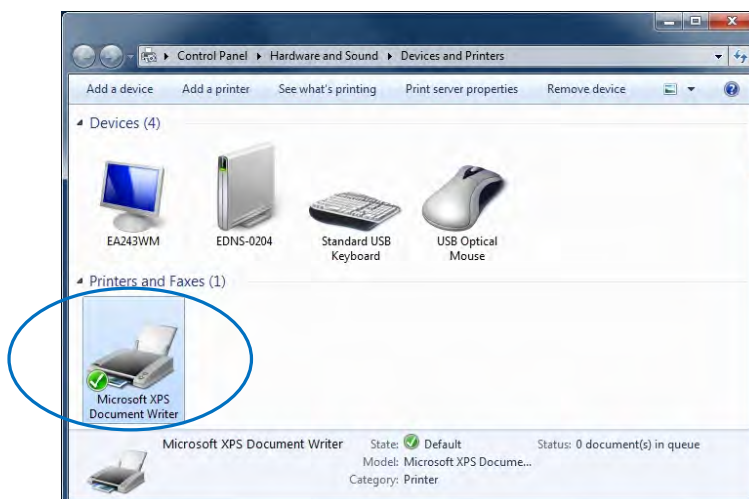 Control Panel Hardware and Sound Devices and Printers
Add a device Add a printer See what's printing Print server properties Remove device
Devices (4)
EA243WM EDNS-0204 Standard USB USB Optical
Keyboard Mouse
Printers and Faxes (1)
Microsoft XPS
Document Writer
Microsoft XPS Document Writer State: Default Status: 0 document(s) in queue
Model: Microsoft XPS Docume...
Category: Printer